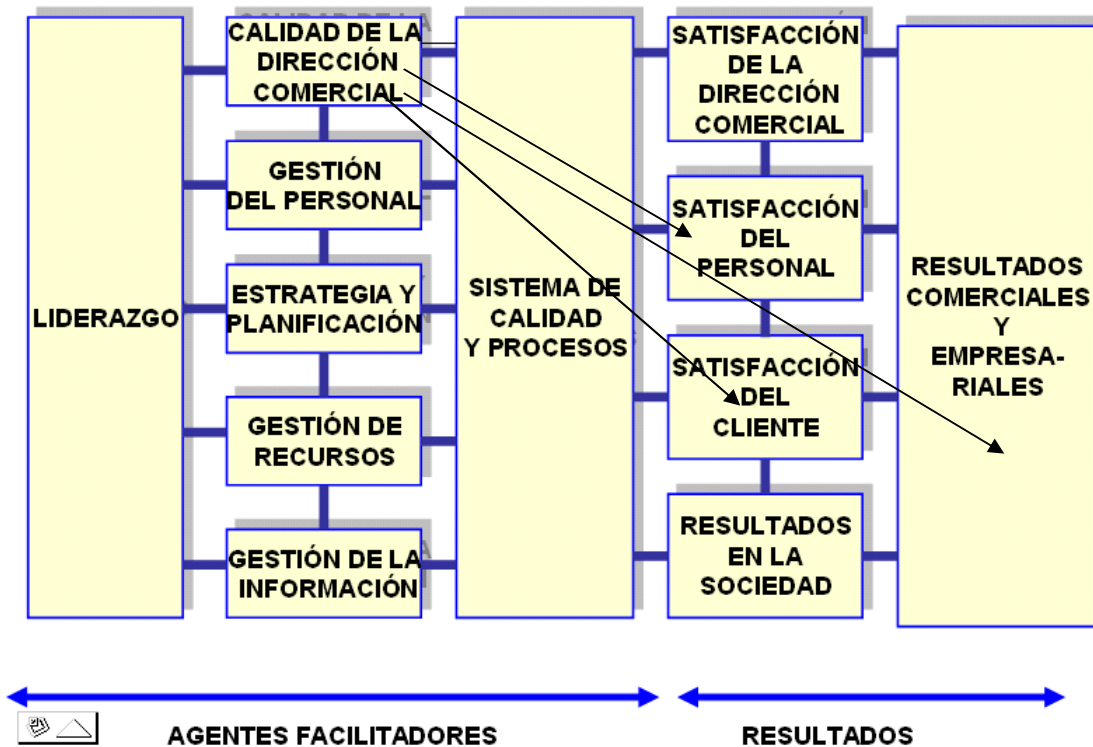 LIDERAZGO
CALIDAD DE LA
DIRECCIÓN
COMERCIAL
GESTIÓN
DEL PERSONAL
ESTRATEGIA Y
PLANIFICACIÓN
GESTIÓN DE
RECURSOS
GESTIÓN DE LA
INFORMACIÓN
SISTEMA DE
CALIDAD
Y PROCESOS
SATISFACCIÓN
DE LA
DIRECCIÓN
COMERCIAL
SATISFACCIÓN
DEL
PERSONAL
SATISFACCIÓN
DEL
CLIENTE
RESULTADOS
EN LA
SOCIEDAD
RESULTADOS
COMERCIALES
Y
EMPRESA-
RIALES
AGENTES FACILITADORES
RESULTADOS